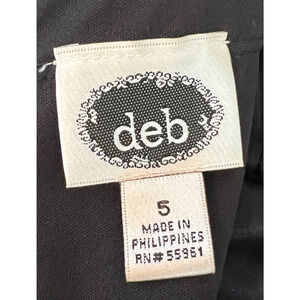 deb
5
MADE IN
PHILIPPINES
RN# 55961